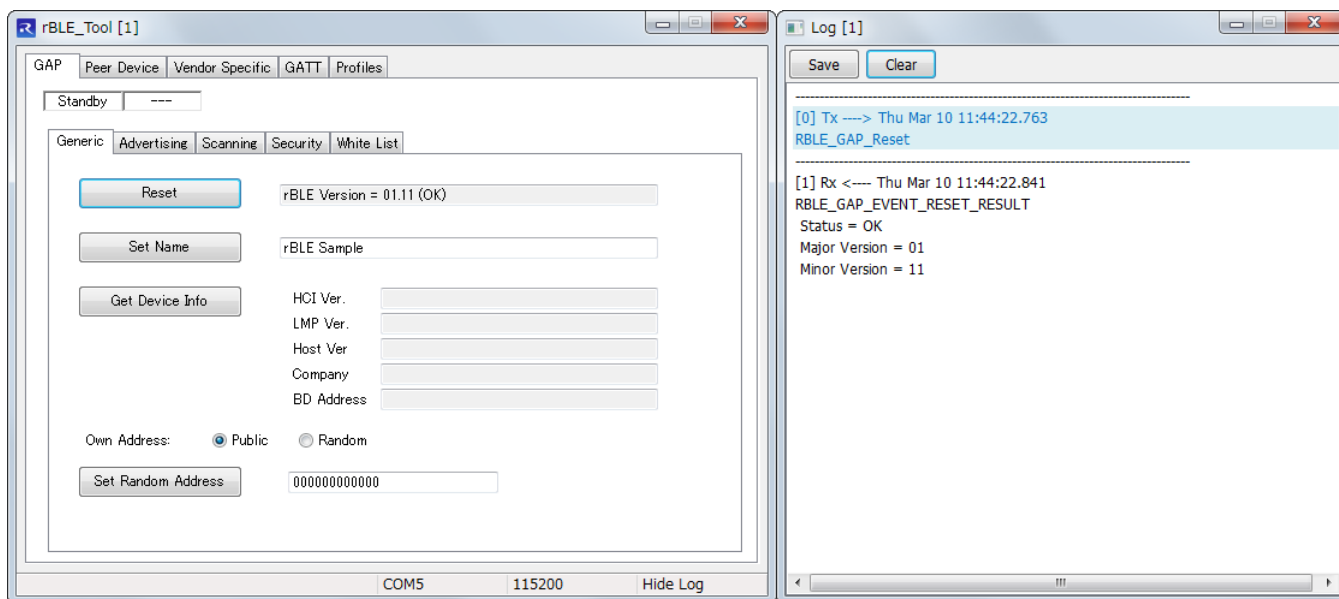 rBLE_Tool [1]
GAP Peer Device Vendor Specific GATT Profiles
Standby ---
Generic Advertising Scanning Security White List
Reset rBLE Version = 01.11 (OK)
Set Name rBLE Sample
Get Device Info HCI Ver.
LMP Ver.
Host Ver
Company
BD Address
Own Address: Public Random
Set Random Address 000000000000
COM5 115200 Hide Log
Log [1]
Save Clear
[0] Tx ----> Thu Mar 10 11:44:22.763
RBLE_GAP_Reset
[1] Rx <---- Thu Mar 10 11:44:22.841
RBLE_GAP_EVENT_RESET_RESULT
Status = OK
Major Version = 01
Minor Version = 11